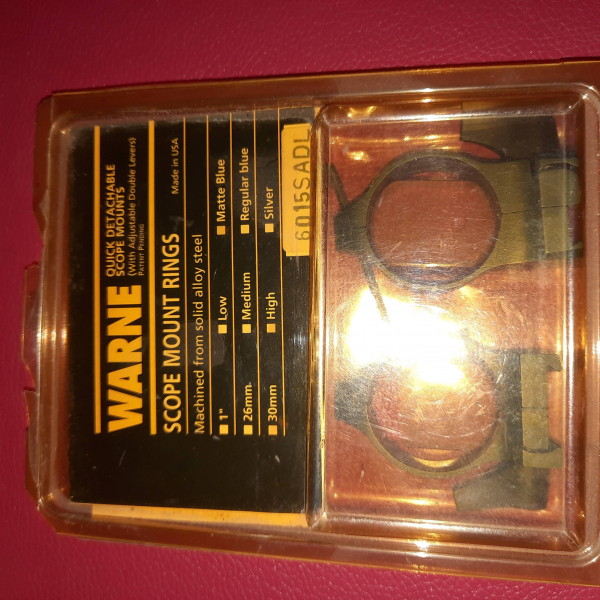 WARNE
QUICK DETACHABLE
SCOPE MOUNTS
(With Adjustable Double Levers)
PATENT PENDING
SCOPE MOUNT RINGS
Made in USA
Machined from solid alloy steel
1" Low Matte Blue
26mm Medium Regular blue
30mm High Silver
6015SADL